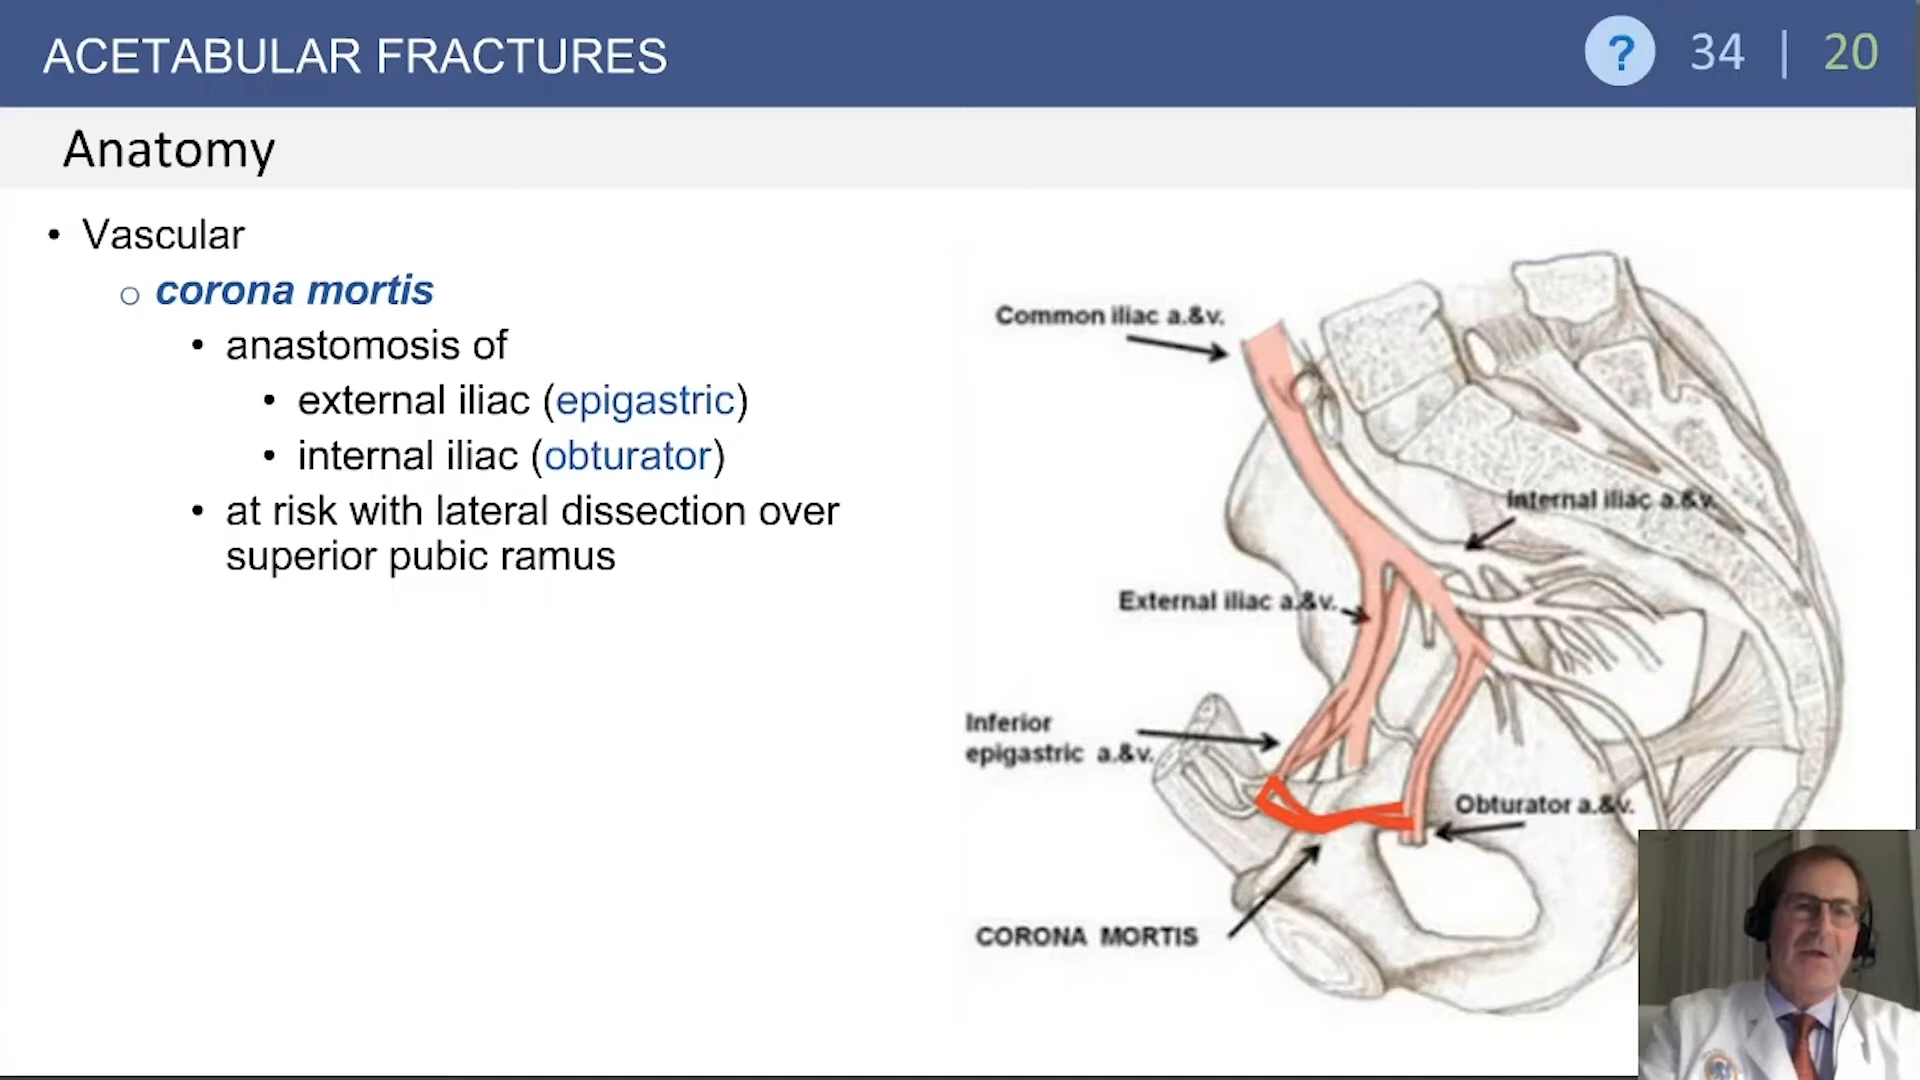 ACETABULAR FRACTURES
? 34 | 20
Anatomy
• Vascular
o corona mortis
• anastomosis of
• external iliac (epigastric)
• internal iliac (obturator)
• at risk with lateral dissection over
superior pubic ramus
Common iliac a.&v.
Internal iliac a.&v.
External iliac a.&v.
Inferior
epigastric a.&v.
Obturator a.&v.
CORONA MORTIS